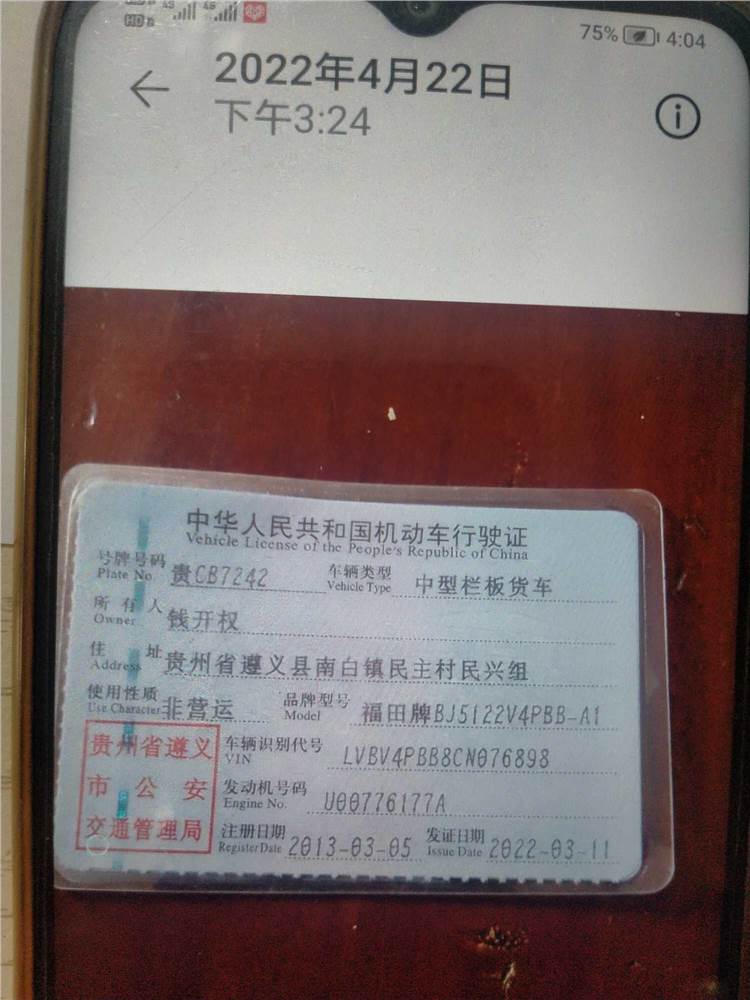 75% 4:04
2022年4月22日
下午3:24
中华人民共和国机动车行驶证
Vehicle License of the People's Republic of China
号牌号码 贵CB7242 车辆类型 中型栏板货车
Plate No. Vehicle Type
所有人 钱开权
Owner
住址 贵州省遵义县南白镇民主村民兴组
Address
使用性质 非营运 品牌型号 福田牌BJ5122V4PBB-A1
Use Character Model
贵州省遵义 车辆识别代号 LVBV4PBB8CN076898
VIN
市公安 发动机号码 U00776177A
Engine No.
交通管理局 注册日期 2013-03-05 发证日期 2022-03-11
Register Date Issue Date